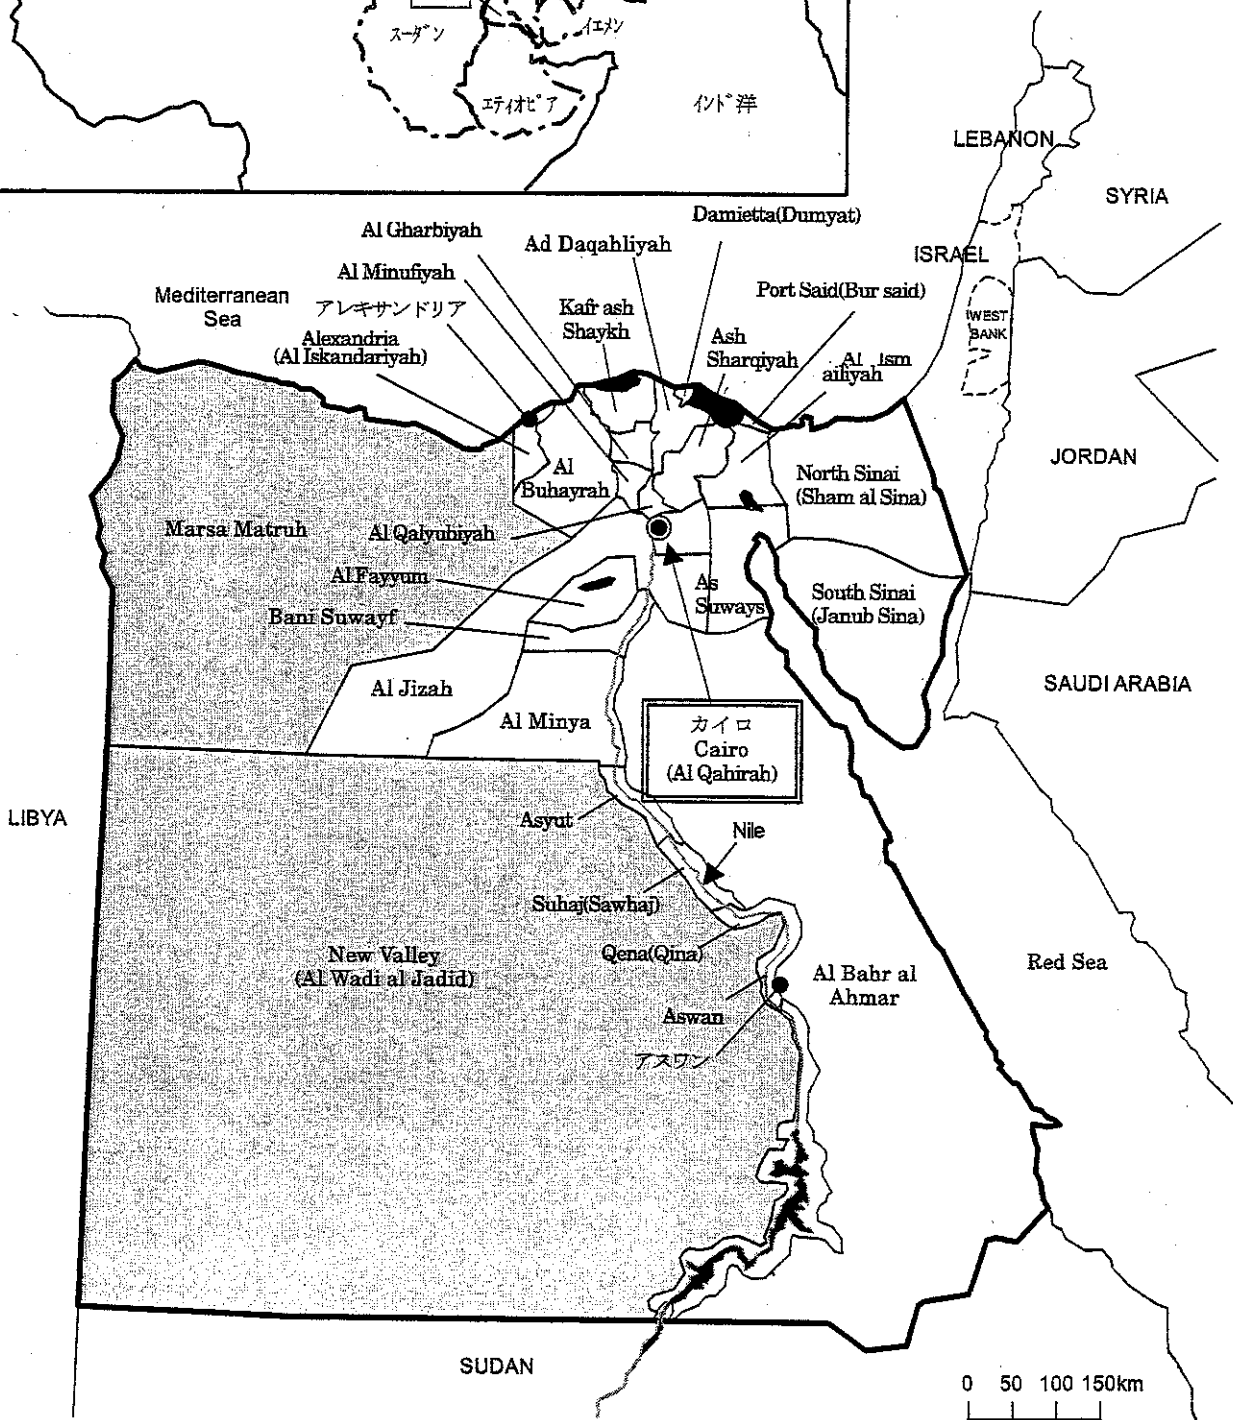 スーダン
イエメン
エティオピア
インド洋
LEBANON
SYRIA
Damietta(Dumyat)
Al Gharbiyah
Ad Daqahliyah
ISRAEL
Al Minufiyah
Port Said(Bur said)
Mediterranean
Sea
アレキサンドリア
Kafr ash
Shaykh
WEST
BANK
Alexandria
(Al Iskandariyah)
Ash
Sharqiyah
Al Ism
ailiyah
JORDAN
Al
Buhayrah
North Sinai
(Sham al Sina)
Marsa Matruh
Al Qalyubiyah
Al Fayyum
As
Suways
South Sinai
(Janub Sina)
Bani Suwayf
Al Jizah
SAUDI ARABIA
Al Minya
カイロ
Cairo
(Al Qahirah)
LIBYA
Asyut
Nile
Suhaj(Sawhaj)
New Valley
(Al Wadi al Jadid)
Qena(Qina)
Al Bahr al
Ahmar
Red Sea
Aswan
アスワン
SUDAN
0 50 100 150km